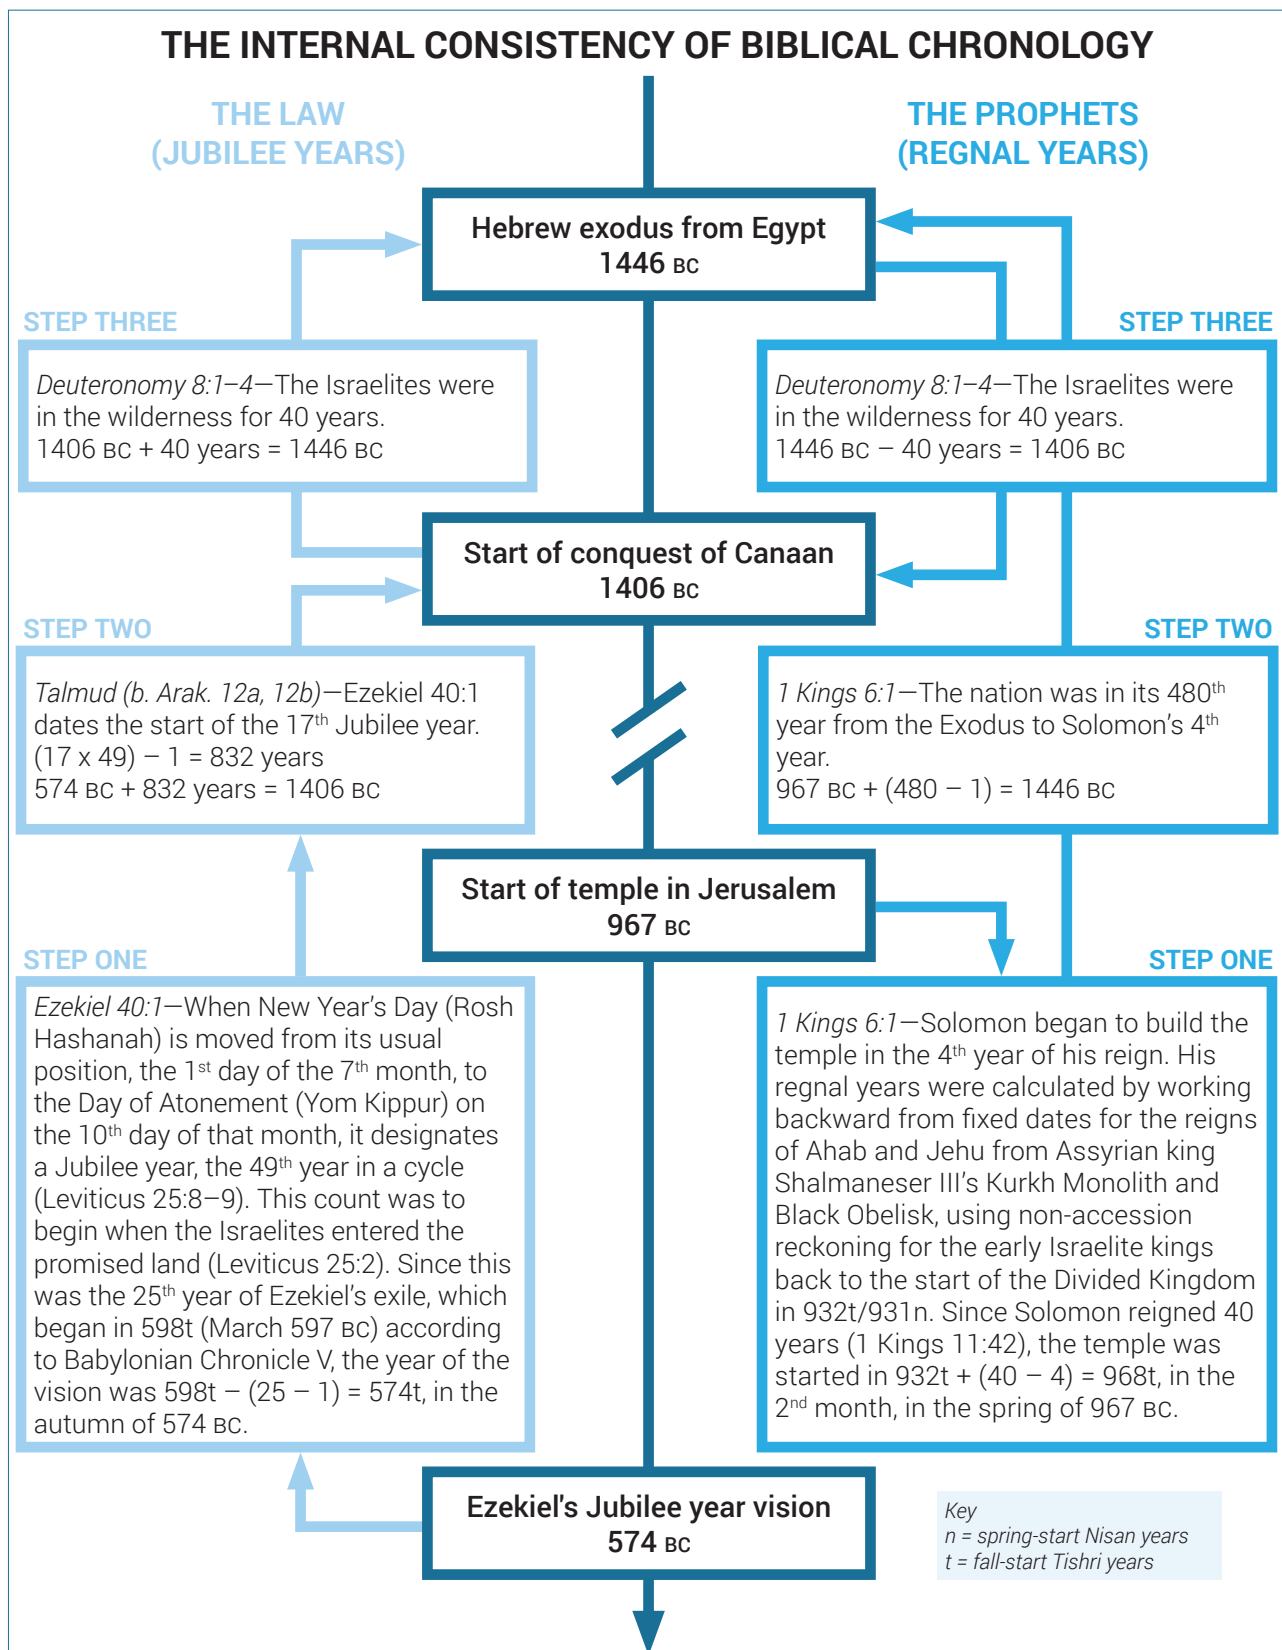 THE INTERNAL CONSISTENCY OF BIBLICAL CHRONOLOGY
THE LAW
(JUBILEE YEARS)
THE PROPHETS
(REGNAL YEARS)
Hebrew exodus from Egypt
1446 BC
STEP THREE
Deuteronomy 8:1–4—The Israelites were
in the wilderness for 40 years.
1406 BC + 40 years = 1446 BC
STEP THREE
Deuteronomy 8:1–4—The Israelites were
in the wilderness for 40 years.
1446 BC – 40 years = 1406 BC
Start of conquest of Canaan
1406 BC
STEP TWO
Talmud (b. Arak. 12a, 12b)—Ezekiel 40:1
dates the start of the 17th Jubilee year.
(17 x 49) – 1 = 832 years
574 BC + 832 years = 1406 BC
STEP TWO
1 Kings 6:1—The nation was in its 480th
year from the Exodus to Solomon's 4th
year.
967 BC + (480 – 1) = 1446 BC
Start of temple in Jerusalem
967 BC
STEP ONE
Ezekiel 40:1—When New Year's Day (Rosh
Hashanah) is moved from its usual
position, the 1st day of the 7th month, to
the Day of Atonement (Yom Kippur) on
the 10th day of that month, it designates
a Jubilee year, the 49th year in a cycle
(Leviticus 25:8–9). This count was to
begin when the Israelites entered the
promised land (Leviticus 25:2). Since this
was the 25th year of Ezekiel's exile, which
began in 598t (March 597 BC) according
to Babylonian Chronicle V, the year of the
vision was 598t – (25 – 1) = 574t, in the
autumn of 574 BC.
STEP ONE
1 Kings 6:1—Solomon began to build the
temple in the 4th year of his reign. His
regnal years were calculated by working
backward from fixed dates for the reigns
of Ahab and Jehu from Assyrian king
Shalmaneser III's Kurkh Monolith and
Black Obelisk, using non-accession
reckoning for the early Israelite kings
back to the start of the Divided Kingdom
in 932t/931n. Since Solomon reigned 40
years (1 Kings 11:42), the temple was
started in 932t + (40 – 4) = 968t, in the
2nd month, in the spring of 967 BC.
Ezekiel's Jubilee year vision
574 BC
Key
n = spring-start Nisan years
t = fall-start Tishri years